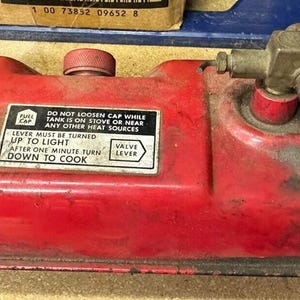 1 00 73852 09652 8
FUEL
CAP
DO NOT LOOSEN CAP WHILE
TANK IS ON STOVE OR NEAR
ANY OTHER HEAT SOURCES
LEVER MUST BE TURNED
UP TO LIGHT
AFTER ONE MINUTE TURN
DOWN TO COOK
VALVE
LEVER